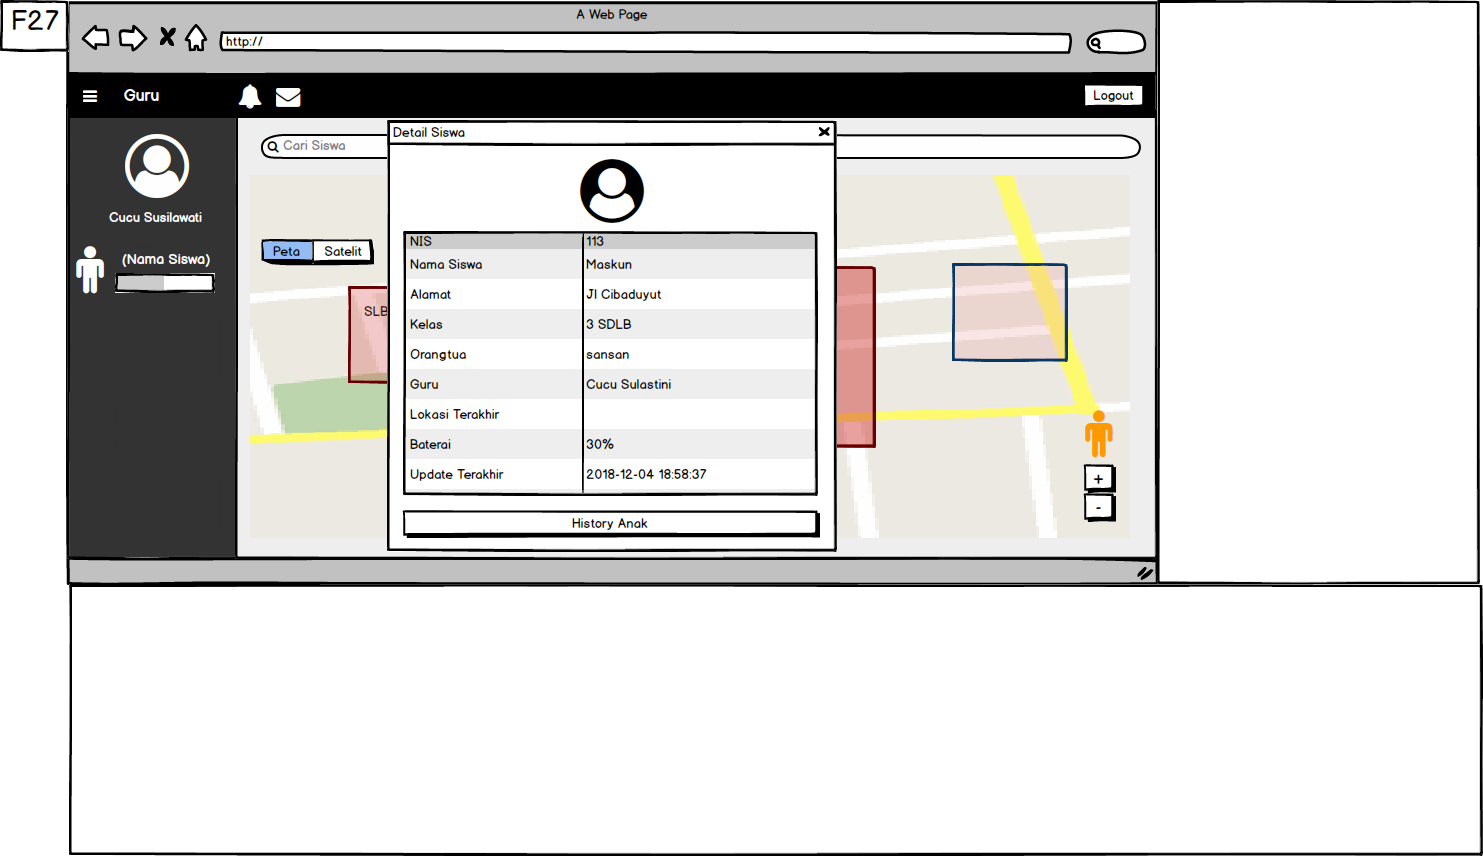 F27
A Web Page
http://
Guru
Logout
Cucu Susilawati
(Nama Siswa)
Cari Siswa
Peta Satelit
SLB
Detail Siswa
NIS 113
Nama Siswa Maskun
Alamat Jl Cibaduyut
Kelas 3 SDLB
Orangtua sansan
Guru Cucu Sulastini
Lokasi Terakhir
Baterai 30%
Update Terakhir 2018-12-04 18:58:37
History Anak
+
-